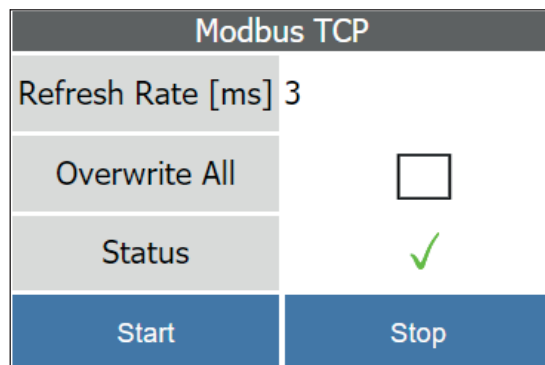 Modbus TCP
Refresh Rate [ms] 3
Overwrite All
Status
Start Stop